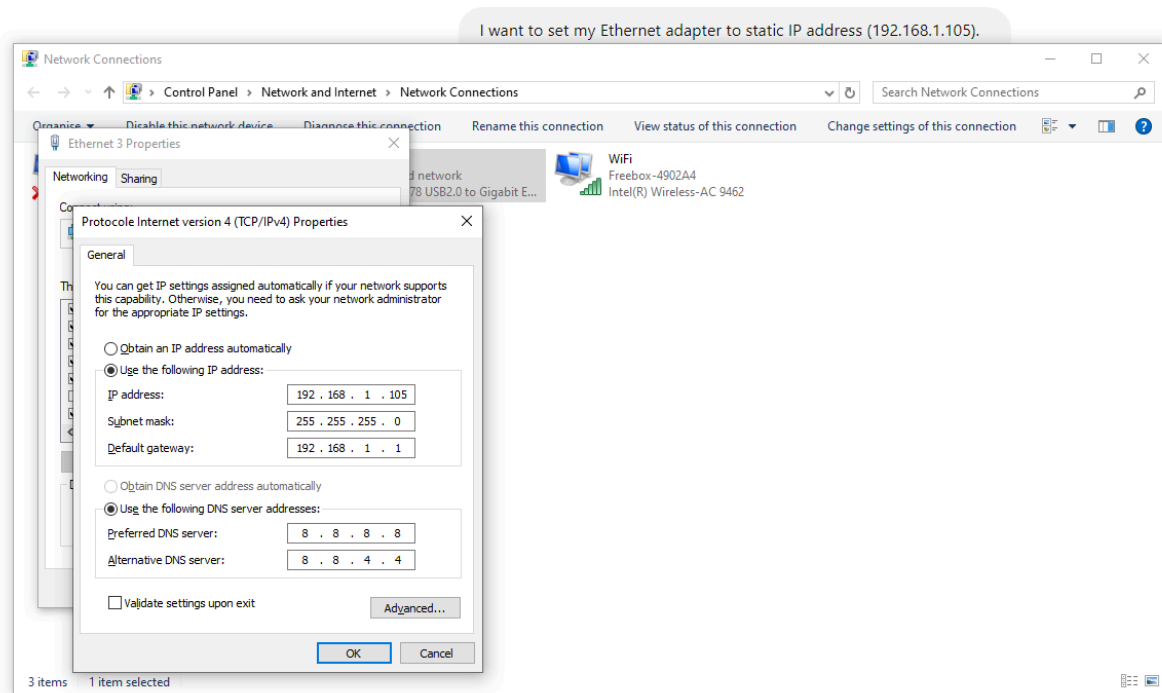 I want to set my Ethernet adapter to static IP address (192.168.1.105).
Network Connections
Control Panel > Network and Internet > Network Connections
Search Network Connections
Organise
Disable this network device
Diagnose this connection
Rename this connection
View status of this connection
Change settings of this connection
Ethernet 3 Properties
Networking
Sharing
d network
78 USB2.0 to Gigabit E...
WiFi
Freebox-4902A4
Intel(R) Wireless-AC 9462
Protocole Internet version 4 (TCP/IPv4) Properties
General
You can get IP settings assigned automatically if your network supports
this capability. Otherwise, you need to ask your network administrator
for the appropriate IP settings.
Obtain an IP address automatically
Use the following IP address:
IP address:
192 . 168 . 1 . 105
Subnet mask:
255 . 255 . 255 . 0
Default gateway:
192 . 168 . 1 . 1
Obtain DNS server address automatically
Use the following DNS server addresses:
Preferred DNS server:
8 . 8 . 8 . 8
Alternative DNS server:
8 . 8 . 4 . 4
Validate settings upon exit
Advanced...
OK
Cancel
3 items
1 item selected